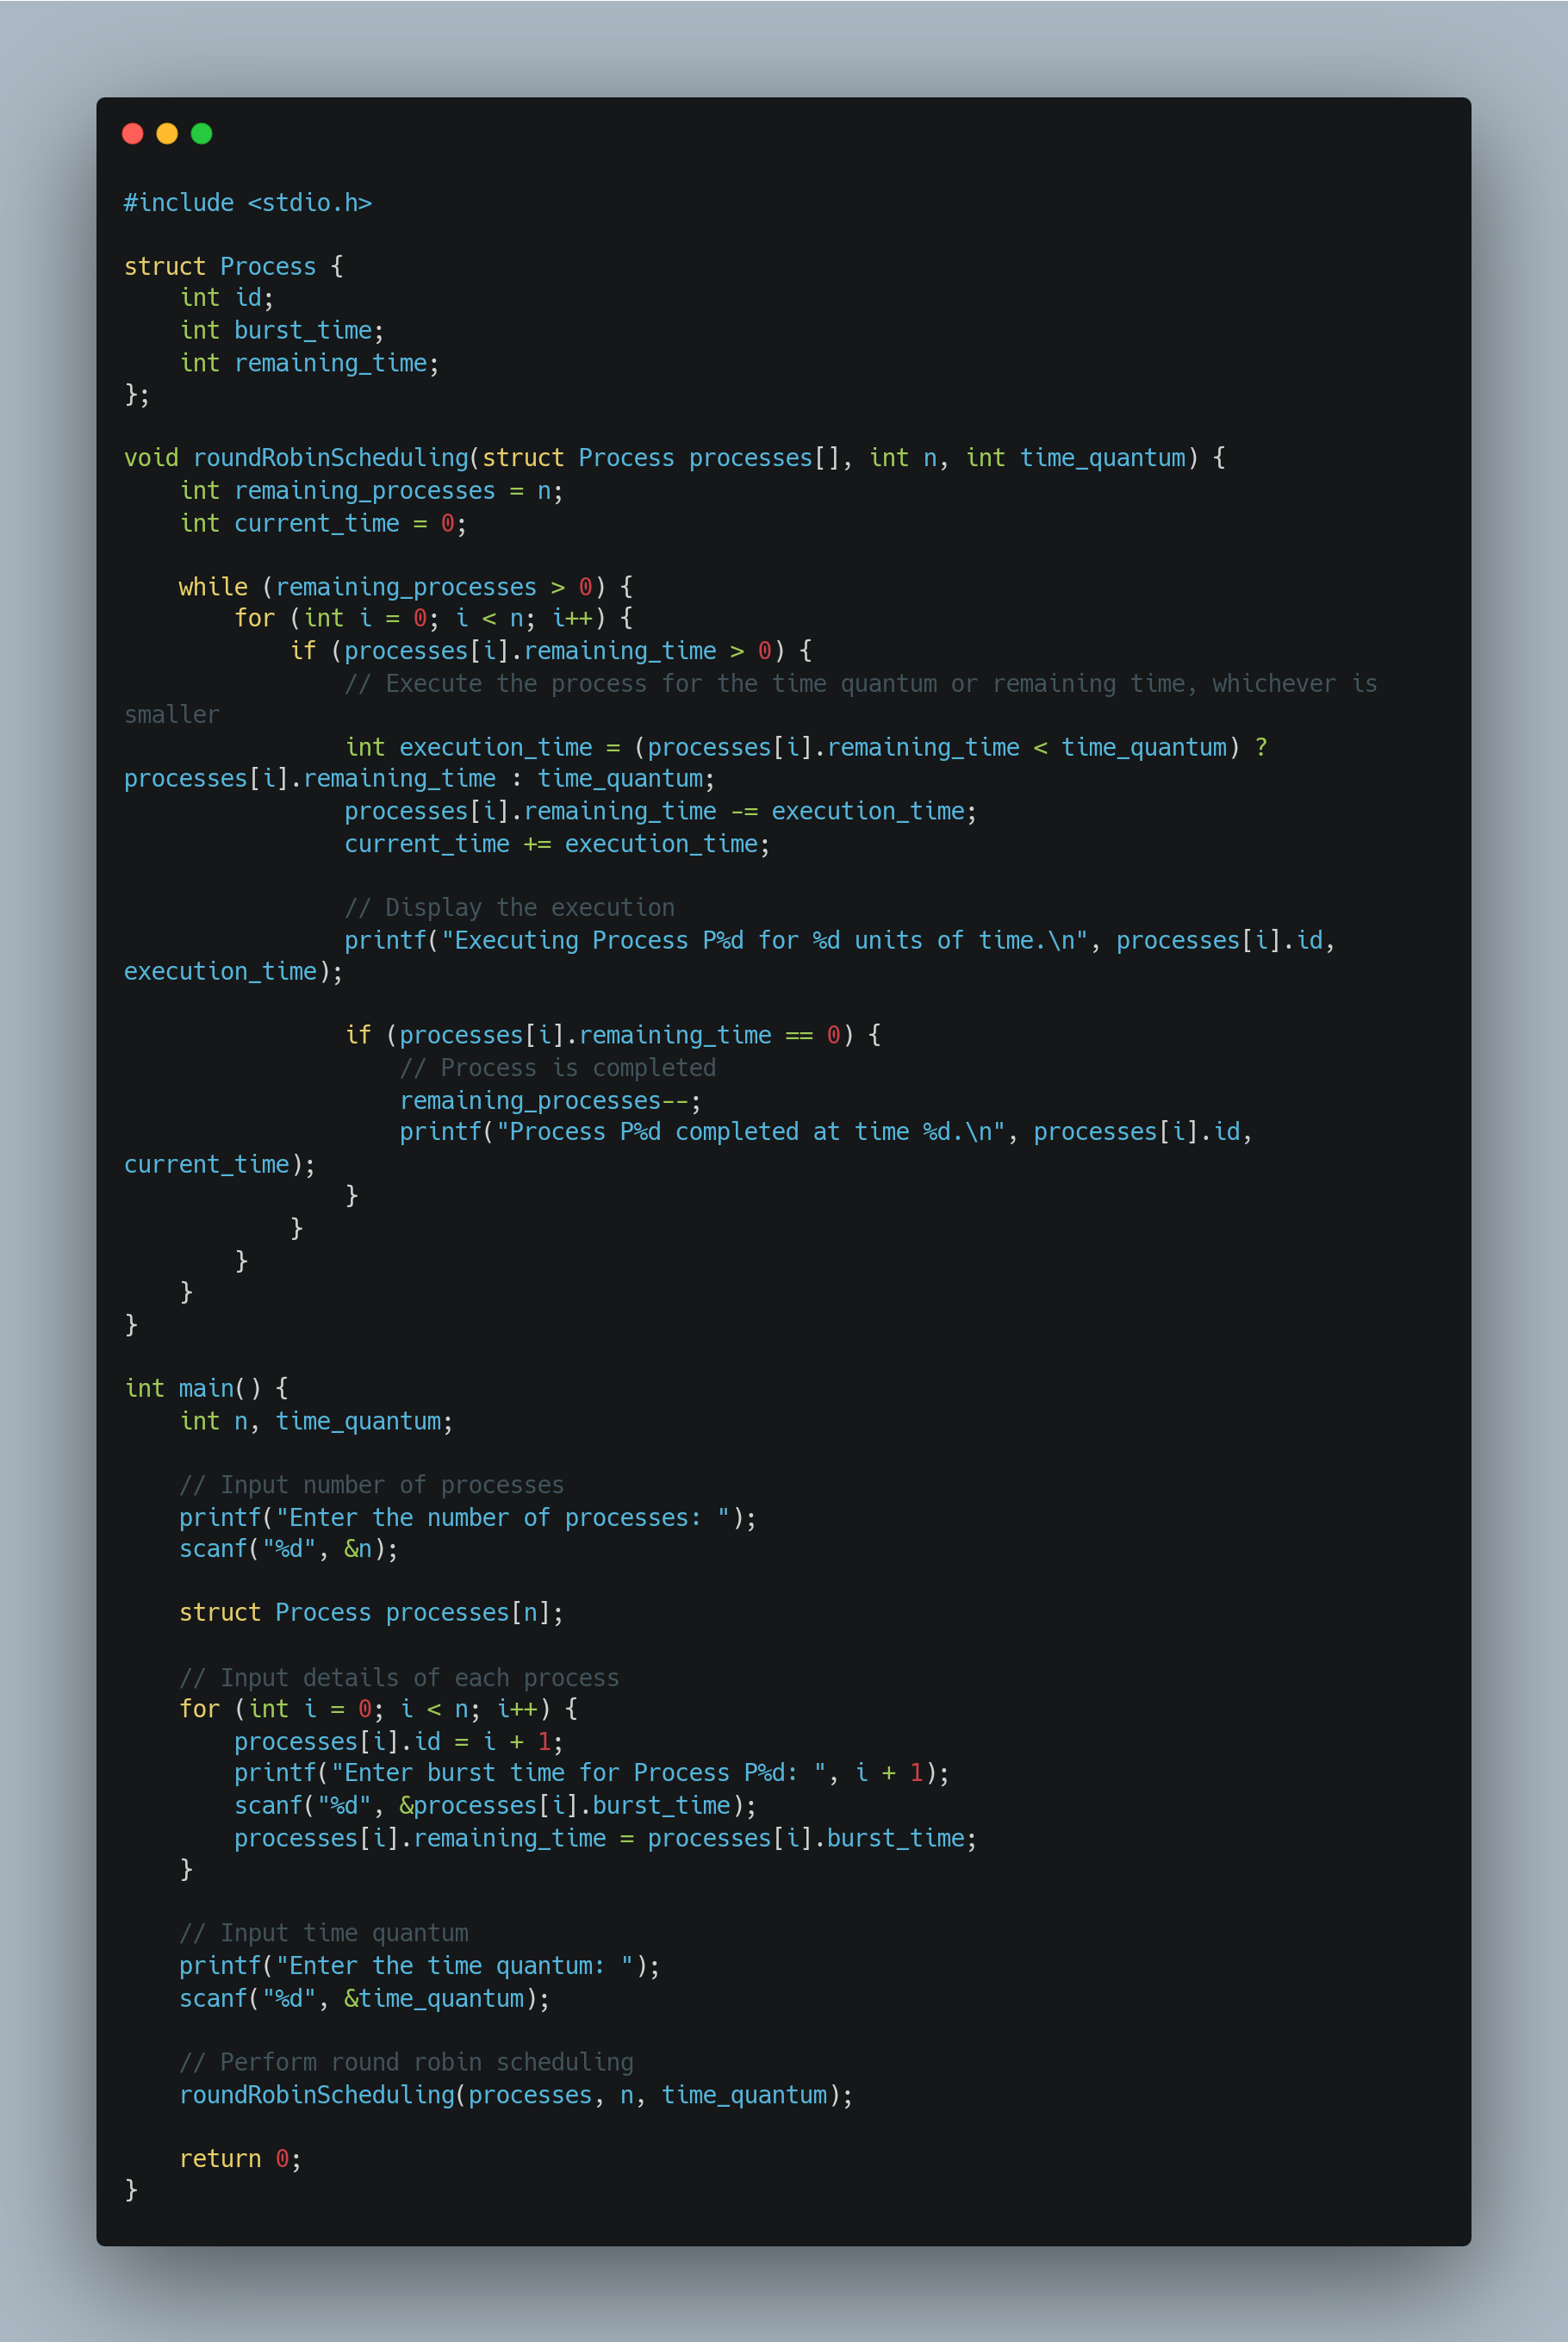 #include <stdio.h>

struct Process {
    int id;
    int burst_time;
    int remaining_time;
};

void roundRobinScheduling(struct Process processes[], int n, int time_quantum) {
    int remaining_processes = n;
    int current_time = 0;

    while (remaining_processes > 0) {
        for (int i = 0; i < n; i++) {
            if (processes[i].remaining_time > 0) {
                // Execute the process for the time quantum or remaining time, whichever is
smaller
                int execution_time = (processes[i].remaining_time < time_quantum) ?
processes[i].remaining_time : time_quantum;
                processes[i].remaining_time -= execution_time;
                current_time += execution_time;

                // Display the execution
                printf("Executing Process P%d for %d units of time.\n", processes[i].id,
execution_time);

                if (processes[i].remaining_time == 0) {
                    // Process is completed
                    remaining_processes--;
                    printf("Process P%d completed at time %d.\n", processes[i].id,
current_time);
                }
            }
        }
    }
}

int main() {
    int n, time_quantum;

    // Input number of processes
    printf("Enter the number of processes: ");
    scanf("%d", &n);

    struct Process processes[n];

    // Input details of each process
    for (int i = 0; i < n; i++) {
        processes[i].id = i + 1;
        printf("Enter burst time for Process P%d: ", i + 1);
        scanf("%d", &processes[i].burst_time);
        processes[i].remaining_time = processes[i].burst_time;
    }

    // Input time quantum
    printf("Enter the time quantum: ");
    scanf("%d", &time_quantum);

    // Perform round robin scheduling
    roundRobinScheduling(processes, n, time_quantum);

    return 0;
}